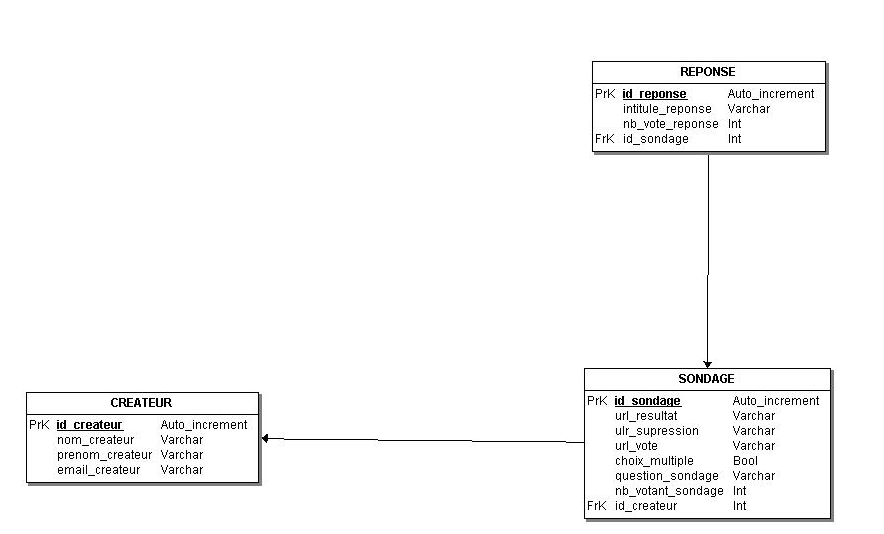 REPONSE
PrK id_reponse Auto_increment
intitule_reponse Varchar
nb_vote_reponse Int
FrK id_sondage Int
SONDAGE
PrK id_sondage Auto_increment
url_resultat Varchar
ulr_supression Varchar
url_vote Varchar
choix_multiple Bool
question_sondage Varchar
nb_votant_sondage Int
FrK id_createur Int
CREATEUR
PrK id_createur Auto_increment
nom_createur Varchar
prenom_createur Varchar
email_createur Varchar